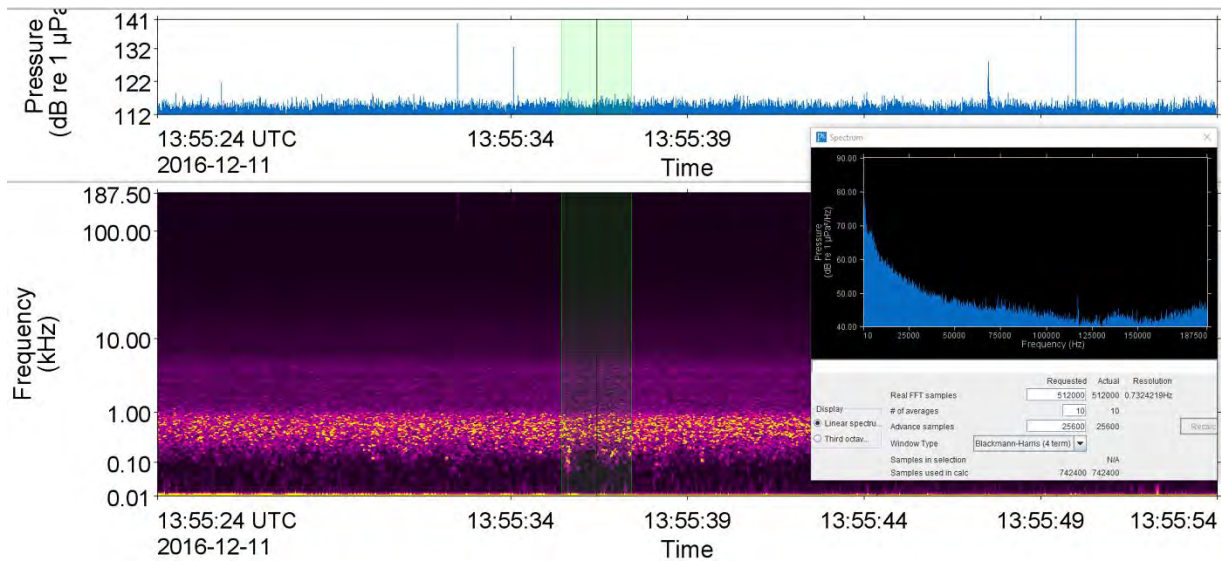 Pressure
(dB re 1 µPa)
141
132
122
112
13:55:24 UTC
13:55:34
13:55:39
2016-12-11
Time
Frequency
(kHz)
187.50
100.00
10.00
1.00
0.10
0.01
13:55:24 UTC
13:55:34
13:55:39
13:55:44
13:55:49
13:55:54
2016-12-11
Time
Spectrum
Pressure
(dB re 1 µPa²/Hz)
90.00
80.00
70.00
60.00
50.00
40.00
10
25000
50000
75000
100000
125000
150000
187500
Frequency (Hz)
Requested Actual Resolution
Real FFT samples 512000 512000 0.7324219Hz
Display
# of averages 10 10
Linear spectru...
Advance samples 25600 25600
Third octav...
Window Type Blackmann-Harris (4 term)
Samples in selection N/A
Samples used in calc 742400 742400